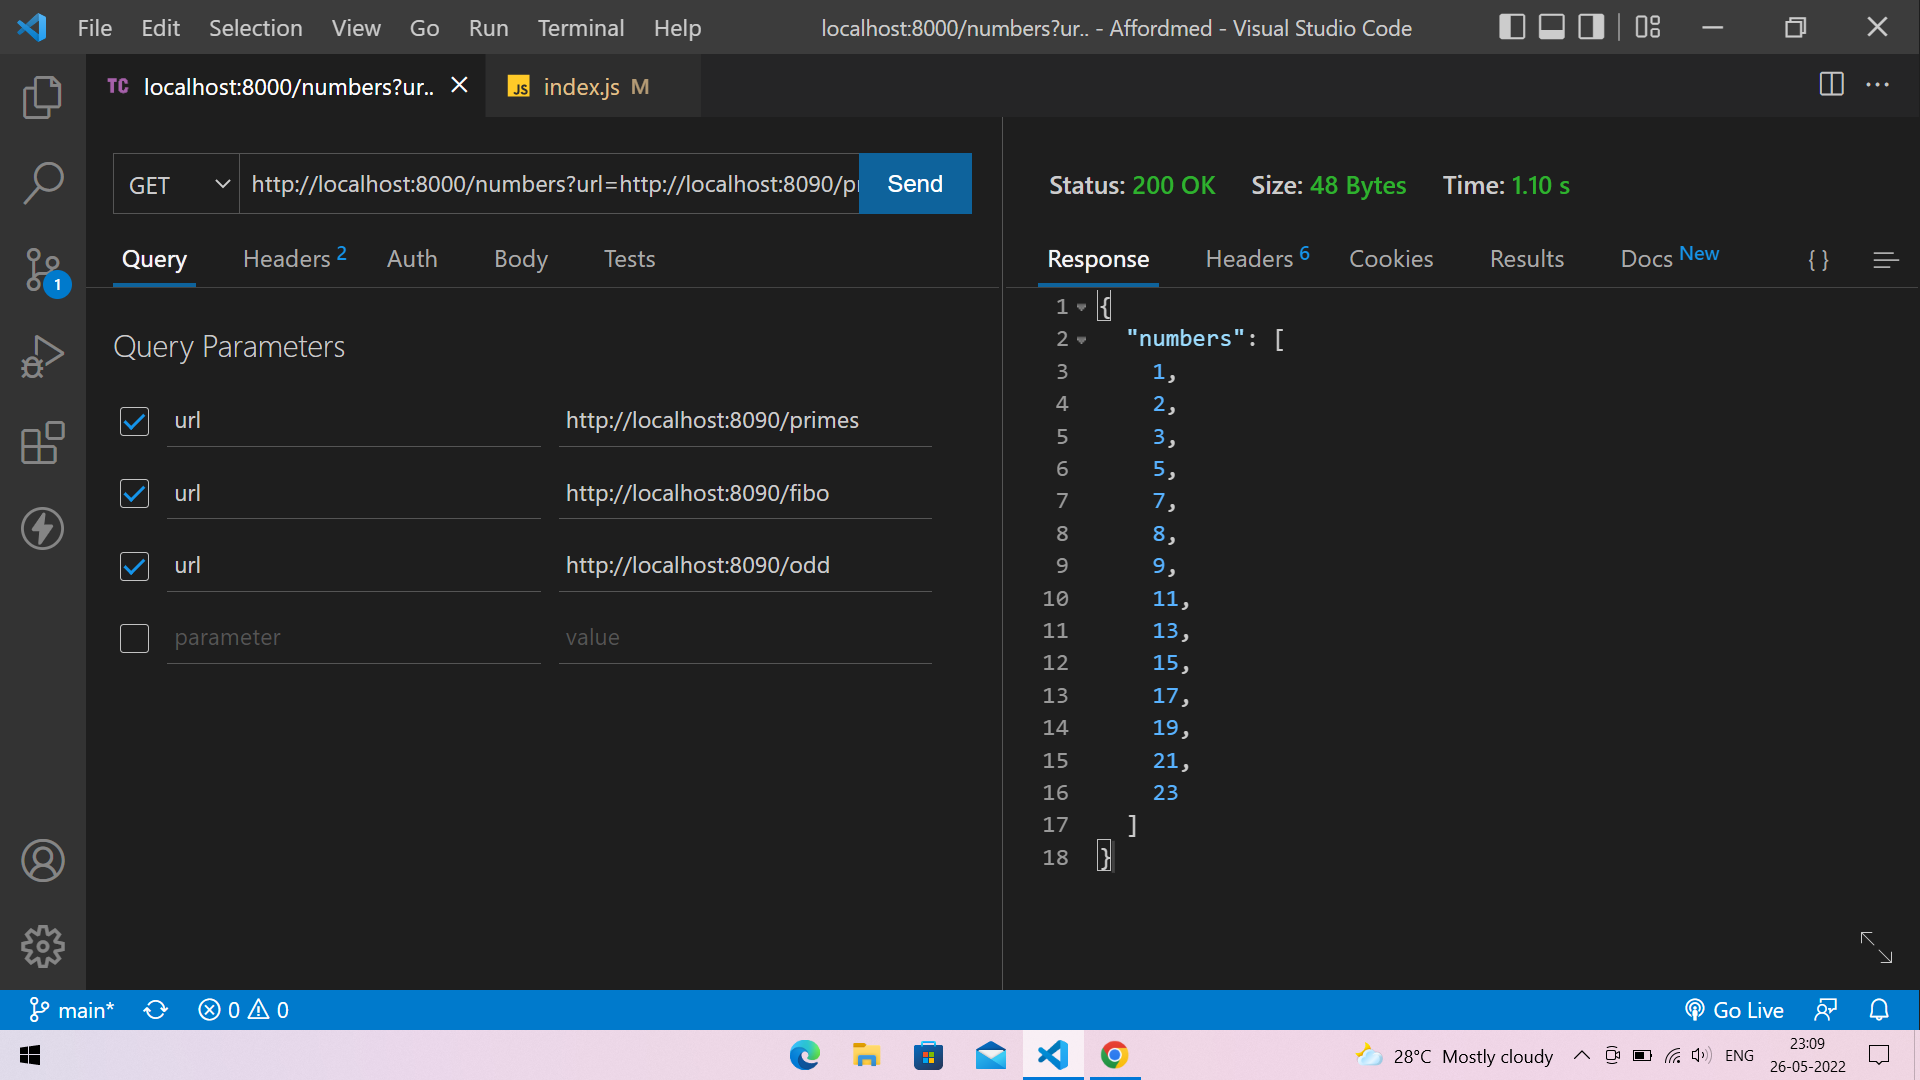 File Edit Selection View Go Run Terminal Help localhost:8000/numbers?ur.. - Affordmed - Visual Studio Code
TC localhost:8000/numbers?ur.. JS index.js M
GET http://localhost:8000/numbers?url=http://localhost:8090/pr Send
Status: 200 OK Size: 48 Bytes Time: 1.10 s
Query Headers 2 Auth Body Tests
Response Headers 6 Cookies Results Docs New { }
1
Query Parameters
url http://localhost:8090/primes
url http://localhost:8090/fibo
url http://localhost:8090/odd
parameter value
1 {
2 "numbers": [
3 1,
4 2,
5 3,
6 5,
7 7,
8 8,
9 9,
10 11,
11 13,
12 15,
13 17,
14 19,
15 21,
16 23
17 ]
18 }
main* 0 0 Go Live
28°C Mostly cloudy ENG 23:09
26-05-2022